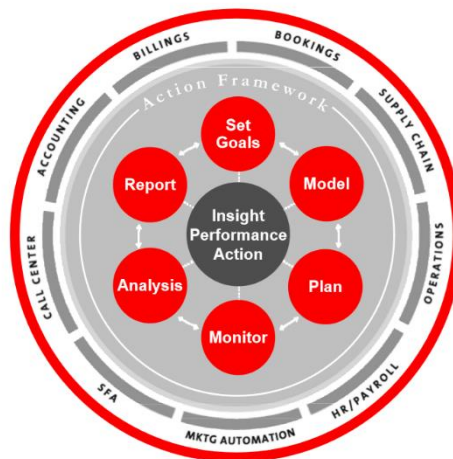 BILLINGS
BOOKINGS
SUPPLY CHAIN
OPERATIONS
HR/PAYROLL
MKTG AUTOMATION
SFA
CALL CENTER
ACCOUNTING
Action Framework
Set
Goals
Model
Plan
Monitor
Analysis
Report
Insight
Performance
Action